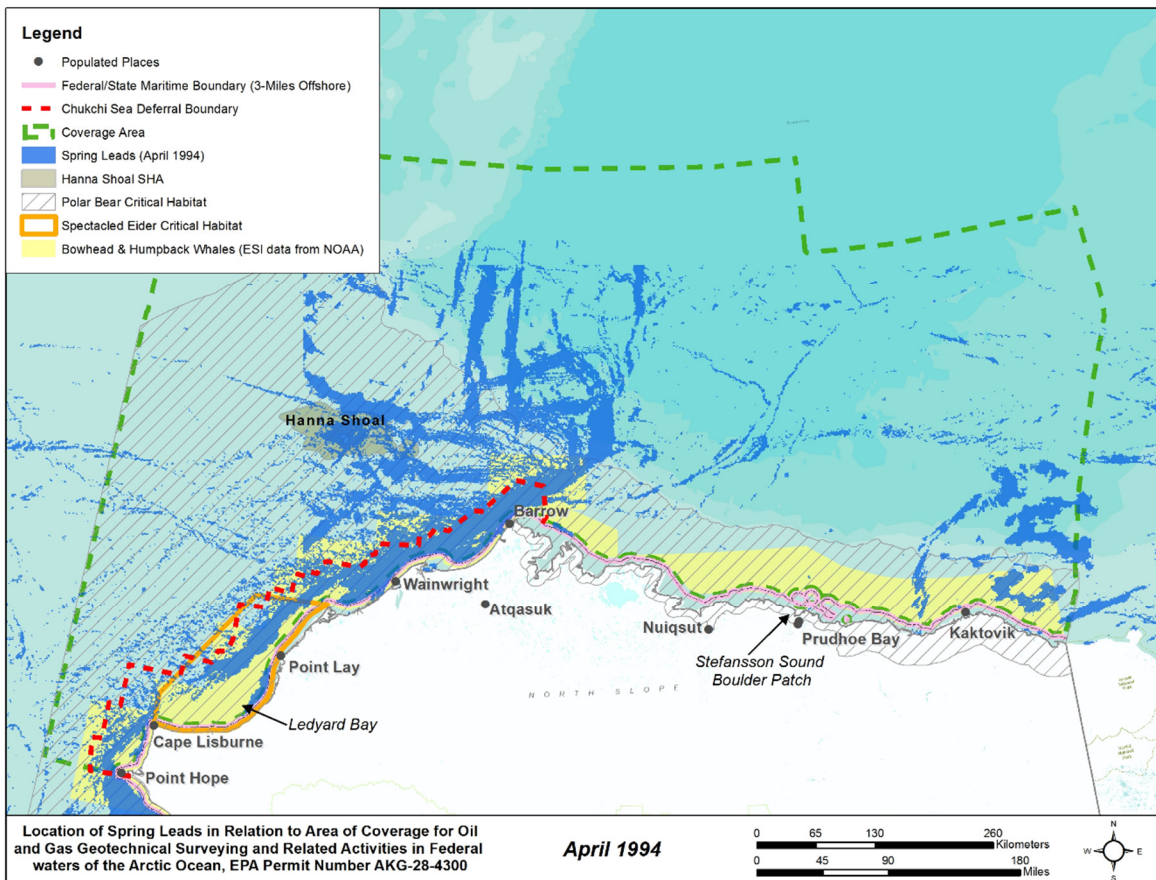 Legend
Populated Places
Federal/State Maritime Boundary (3-Miles Offshore)
Chukchi Sea Deferral Boundary
Coverage Area
Spring Leads (April 1994)
Hanna Shoal SHA
Polar Bear Critical Habitat
Spectacled Eider Critical Habitat
Bowhead & Humpback Whales (ESI data from NOAA)
Hanna Shoal
Barrow
Wainwright
Atqasuk
Nuiqsut
Prudhoe Bay
Kaktovik
Stefansson Sound
Boulder Patch
Point Lay
NORTH SLOPE
Ledyard Bay
Cape Lisburne
Point Hope
Location of Spring Leads in Relation to Area of Coverage for Oil
and Gas Geotechnical Surveying and Related Activities in Federal
waters of the Arctic Ocean, EPA Permit Number AKG-28-4300
April 1994
0 65 130 260
Kilometers
0 45 90 180
Miles
N
W E
S